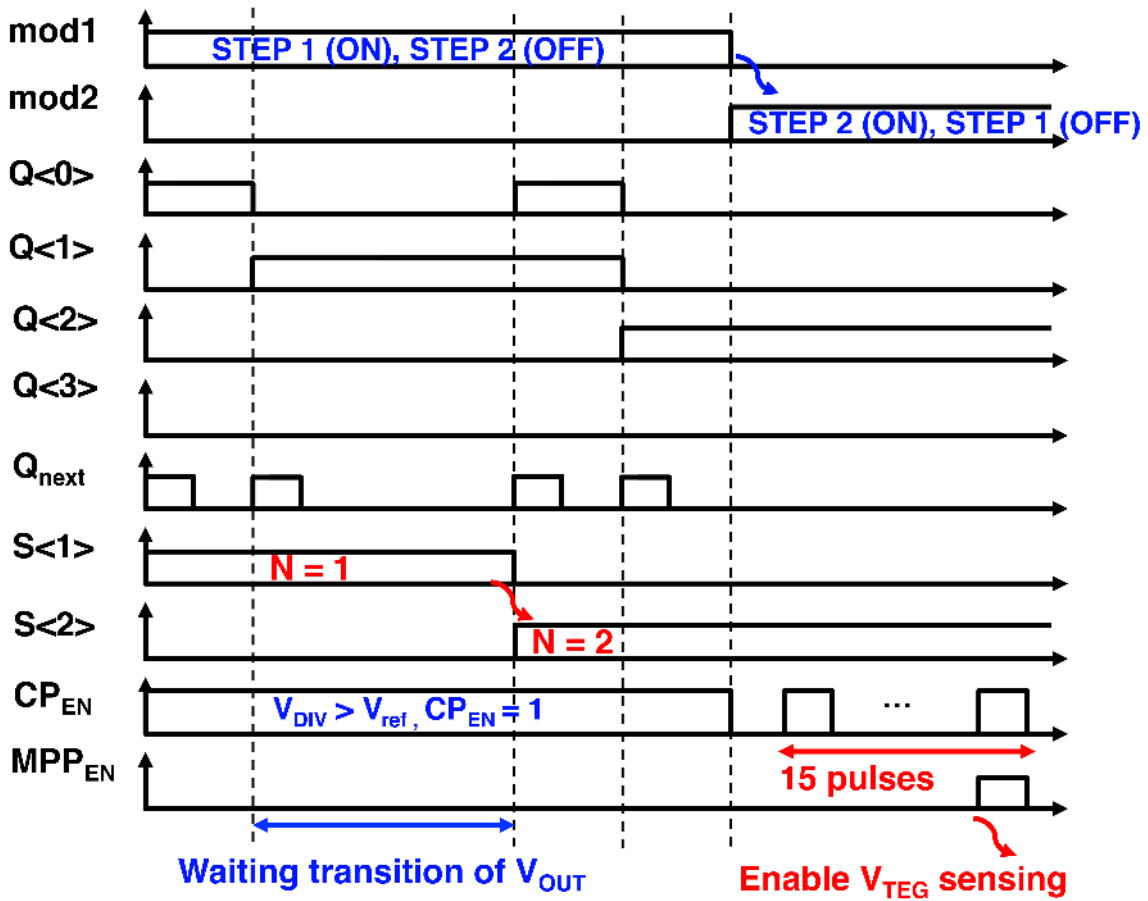 mod1
STEP 1 (ON), STEP 2 (OFF)
mod2
STEP 2 (ON), STEP 1 (OFF)
Q<0>
Q<1>
Q<2>
Q<3>
Qnext
S<1>
N = 1
S<2>
N = 2
CPEN
VDIV > Vref , CPEN = 1
...
MPPEN
15 pulses
Waiting transition of VOUT
Enable VTEG sensing